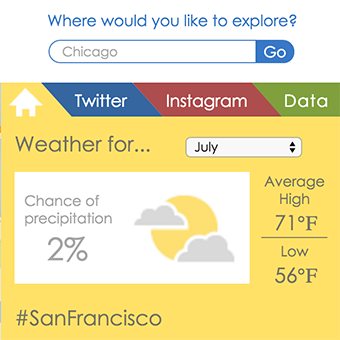 Where would you like to explore?
Chicago Go
Twitter Instagram Data
Weather for... July
Chance of
precipitation
2%
Average
High
71°F
Low
56°F
#SanFrancisco